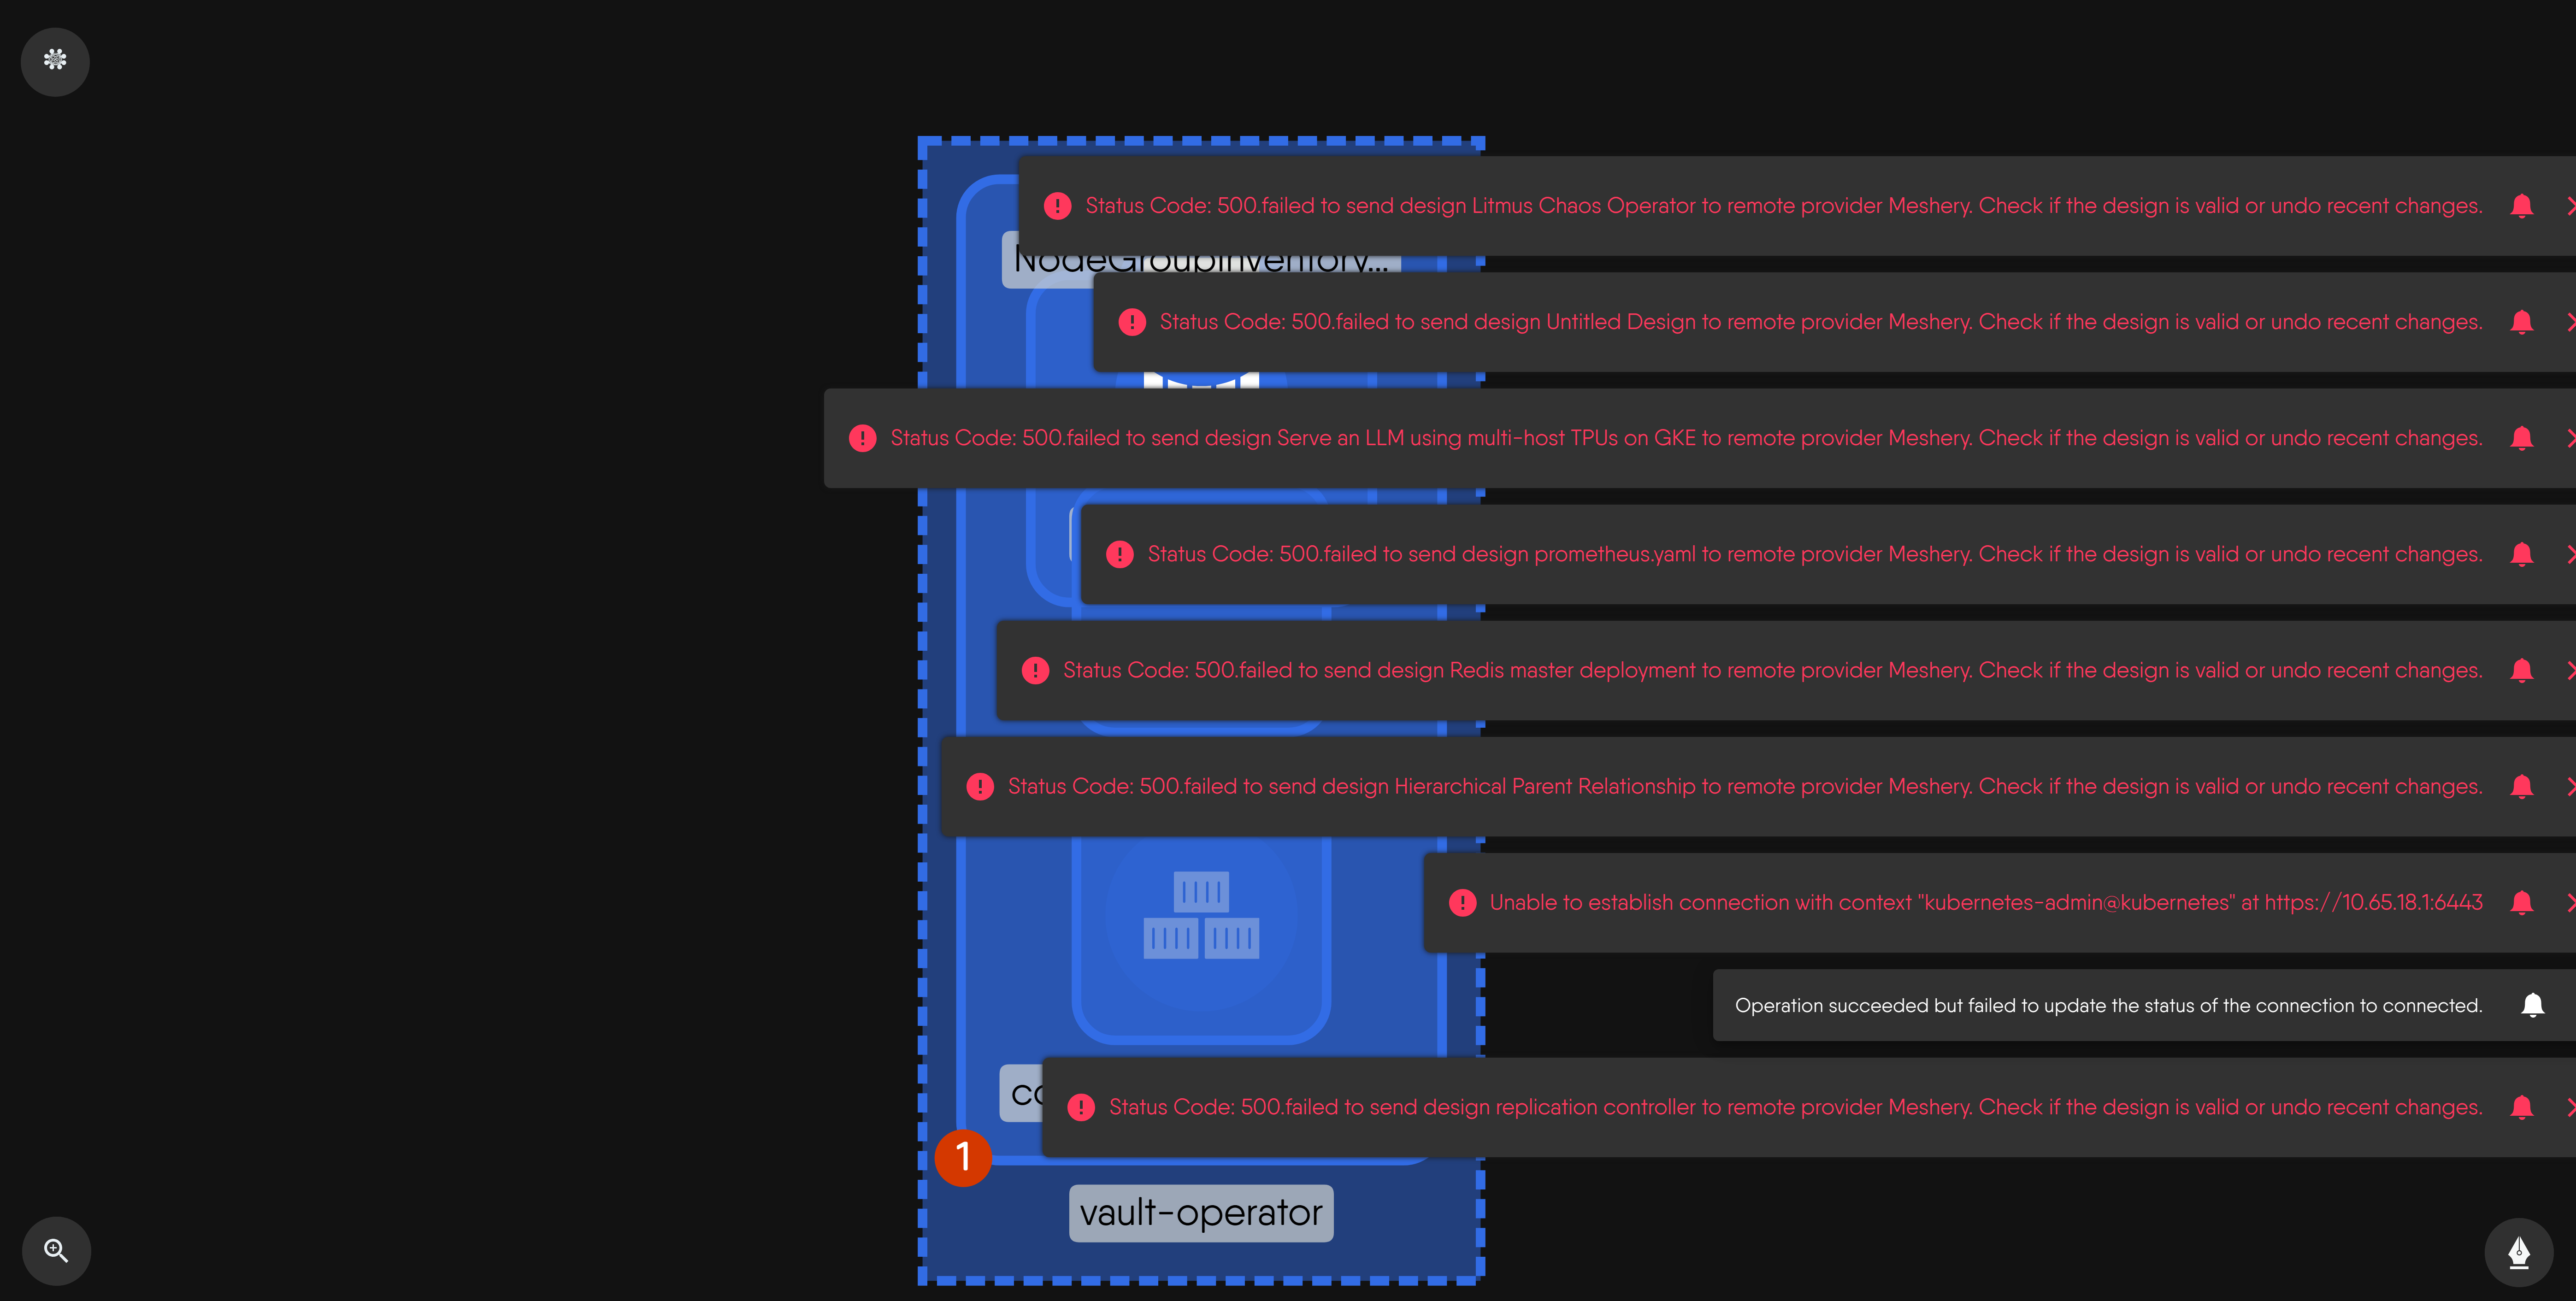 Status Code: 500.failed to send design Litmus Chaos Operator to remote provider Meshery. Check if the design is valid or undo recent changes.
NodeGroupInventory...
Status Code: 500.failed to send design Untitled Design to remote provider Meshery. Check if the design is valid or undo recent changes.
Status Code: 500.failed to send design Serve an LLM using multi-host TPUs on GKE to remote provider Meshery. Check if the design is valid or undo recent changes.
Status Code: 500.failed to send design prometheus.yaml to remote provider Meshery. Check if the design is valid or undo recent changes.
Status Code: 500.failed to send design Redis master deployment to remote provider Meshery. Check if the design is valid or undo recent changes.
Status Code: 500.failed to send design Hierarchical Parent Relationship to remote provider Meshery. Check if the design is valid or undo recent changes.
Unable to establish connection with context "kubernetes-admin@kubernetes" at https://10.65.18.1:6443
Operation succeeded but failed to update the status of the connection to connected.
Status Code: 500.failed to send design replication controller to remote provider Meshery. Check if the design is valid or undo recent changes.
1
vault-operator